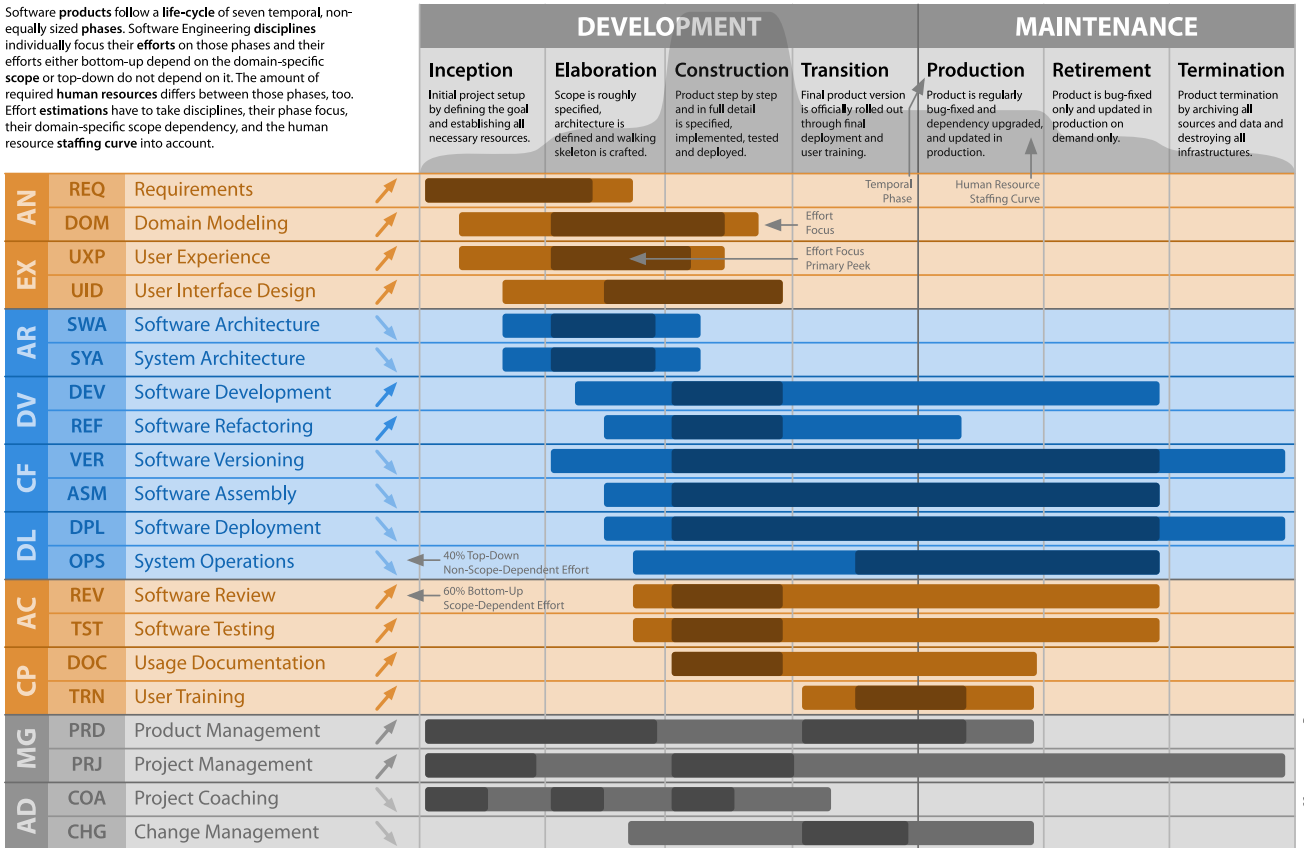 Software products follow a life-cycle of seven temporal, non-
equally sized phases. Software Engineering disciplines
individually focus their efforts on those phases and their
efforts either bottom-up depend on the domain-specific
scope or top-down do not depend on it. The amount of
required human resources differs between those phases, too.
Effort estimations have to take disciplines, their phase focus,
their domain-specific scope dependency, and the human
resource staffing curve into account.
DEVELOPMENT
MAINTENANCE
Inception
Initial project setup
by defining the goal
and establishing all
necessary resources.
Elaboration
Scope is roughly
specified,
architecture is
defined and walking
skeleton is crafted.
Construction
Product step by step
and in full detail
is specified,
implemented, tested
and deployed.
Transition
Final product version
is officially rolled out
through final
deployment and
user training.
Production
Product is regularly
bug-fixed and
dependency upgraded,
and updated in
production.
Retirement
Product is bug-fixed
only and updated in
production on
demand only.
Termination
Product termination
by archiving all
sources and data and
destroying all
infrastructures.
Temporal
Phase
Human Resource
Staffing Curve
AN
REQ Requirements
DOM Domain Modeling
Effort
Focus
EX
UXP User Experience
Effort Focus
Primary Peek
UID User Interface Design
AR
SWA Software Architecture
SYA System Architecture
DV
DEV Software Development
REF Software Refactoring
CF
VER Software Versioning
ASM Software Assembly
DL
DPL Software Deployment
OPS System Operations
40% Top-Down
Non-Scope-Dependent Effort
AC
REV Software Review
60% Bottom-Up
Scope-Dependent Effort
TST Software Testing
CP
DOC Usage Documentation
TRN User Training
MG
PRD Product Management
PRJ Project Management
AD
COA Project Coaching
CHG Change Management